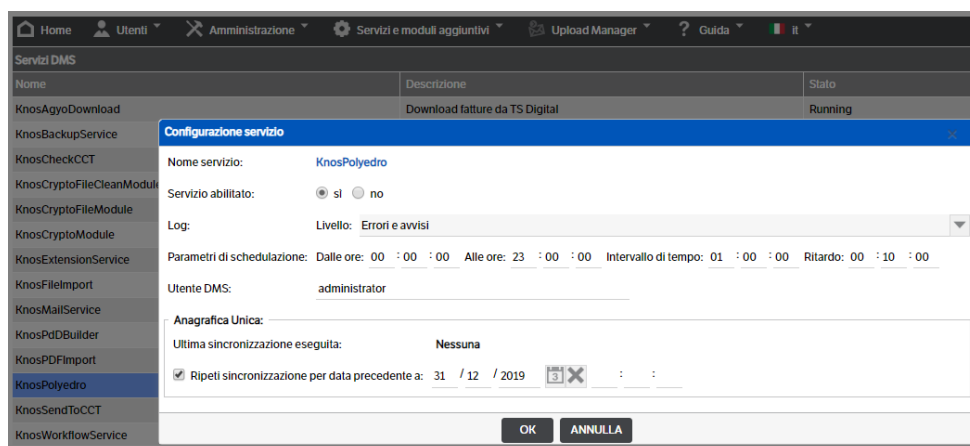 Home Utenti Amministrazione Servizi e moduli aggiuntivi Upload Manager Guida it
Servizi DMS
Nome Descrizione Stato
KnosAgyoDownload Download fatture da TS Digital Running
KnosBackupService
KnosCheckCCT
KnosCryptoFileCleanModule
KnosCryptoFileModule
KnosCryptoModule
KnosExtensionService
KnosFileImport
KnosMailService
KnosPdDBuilder
KnosPDFImport
KnosPolyedro
KnosSendToCCT
KnosWorkflowService
Configurazione servizio
Nome servizio: KnosPolyedro
Servizio abilitato: sì no
Log: Livello: Errori e avvisi
Parametri di schedulazione: Dalle ore: 00 : 00 : 00 Alle ore: 23 : 00 : 00 Intervallo di tempo: 01 : 00 : 00 Ritardo: 00 : 10 : 00
Utente DMS: administrator
Anagrafica Unica:
Ultima sincronizzazione eseguita: Nessuna
Ripeti sincronizzazione per data precedente a: 31 / 12 / 2019 3 : :
OK ANNULLA